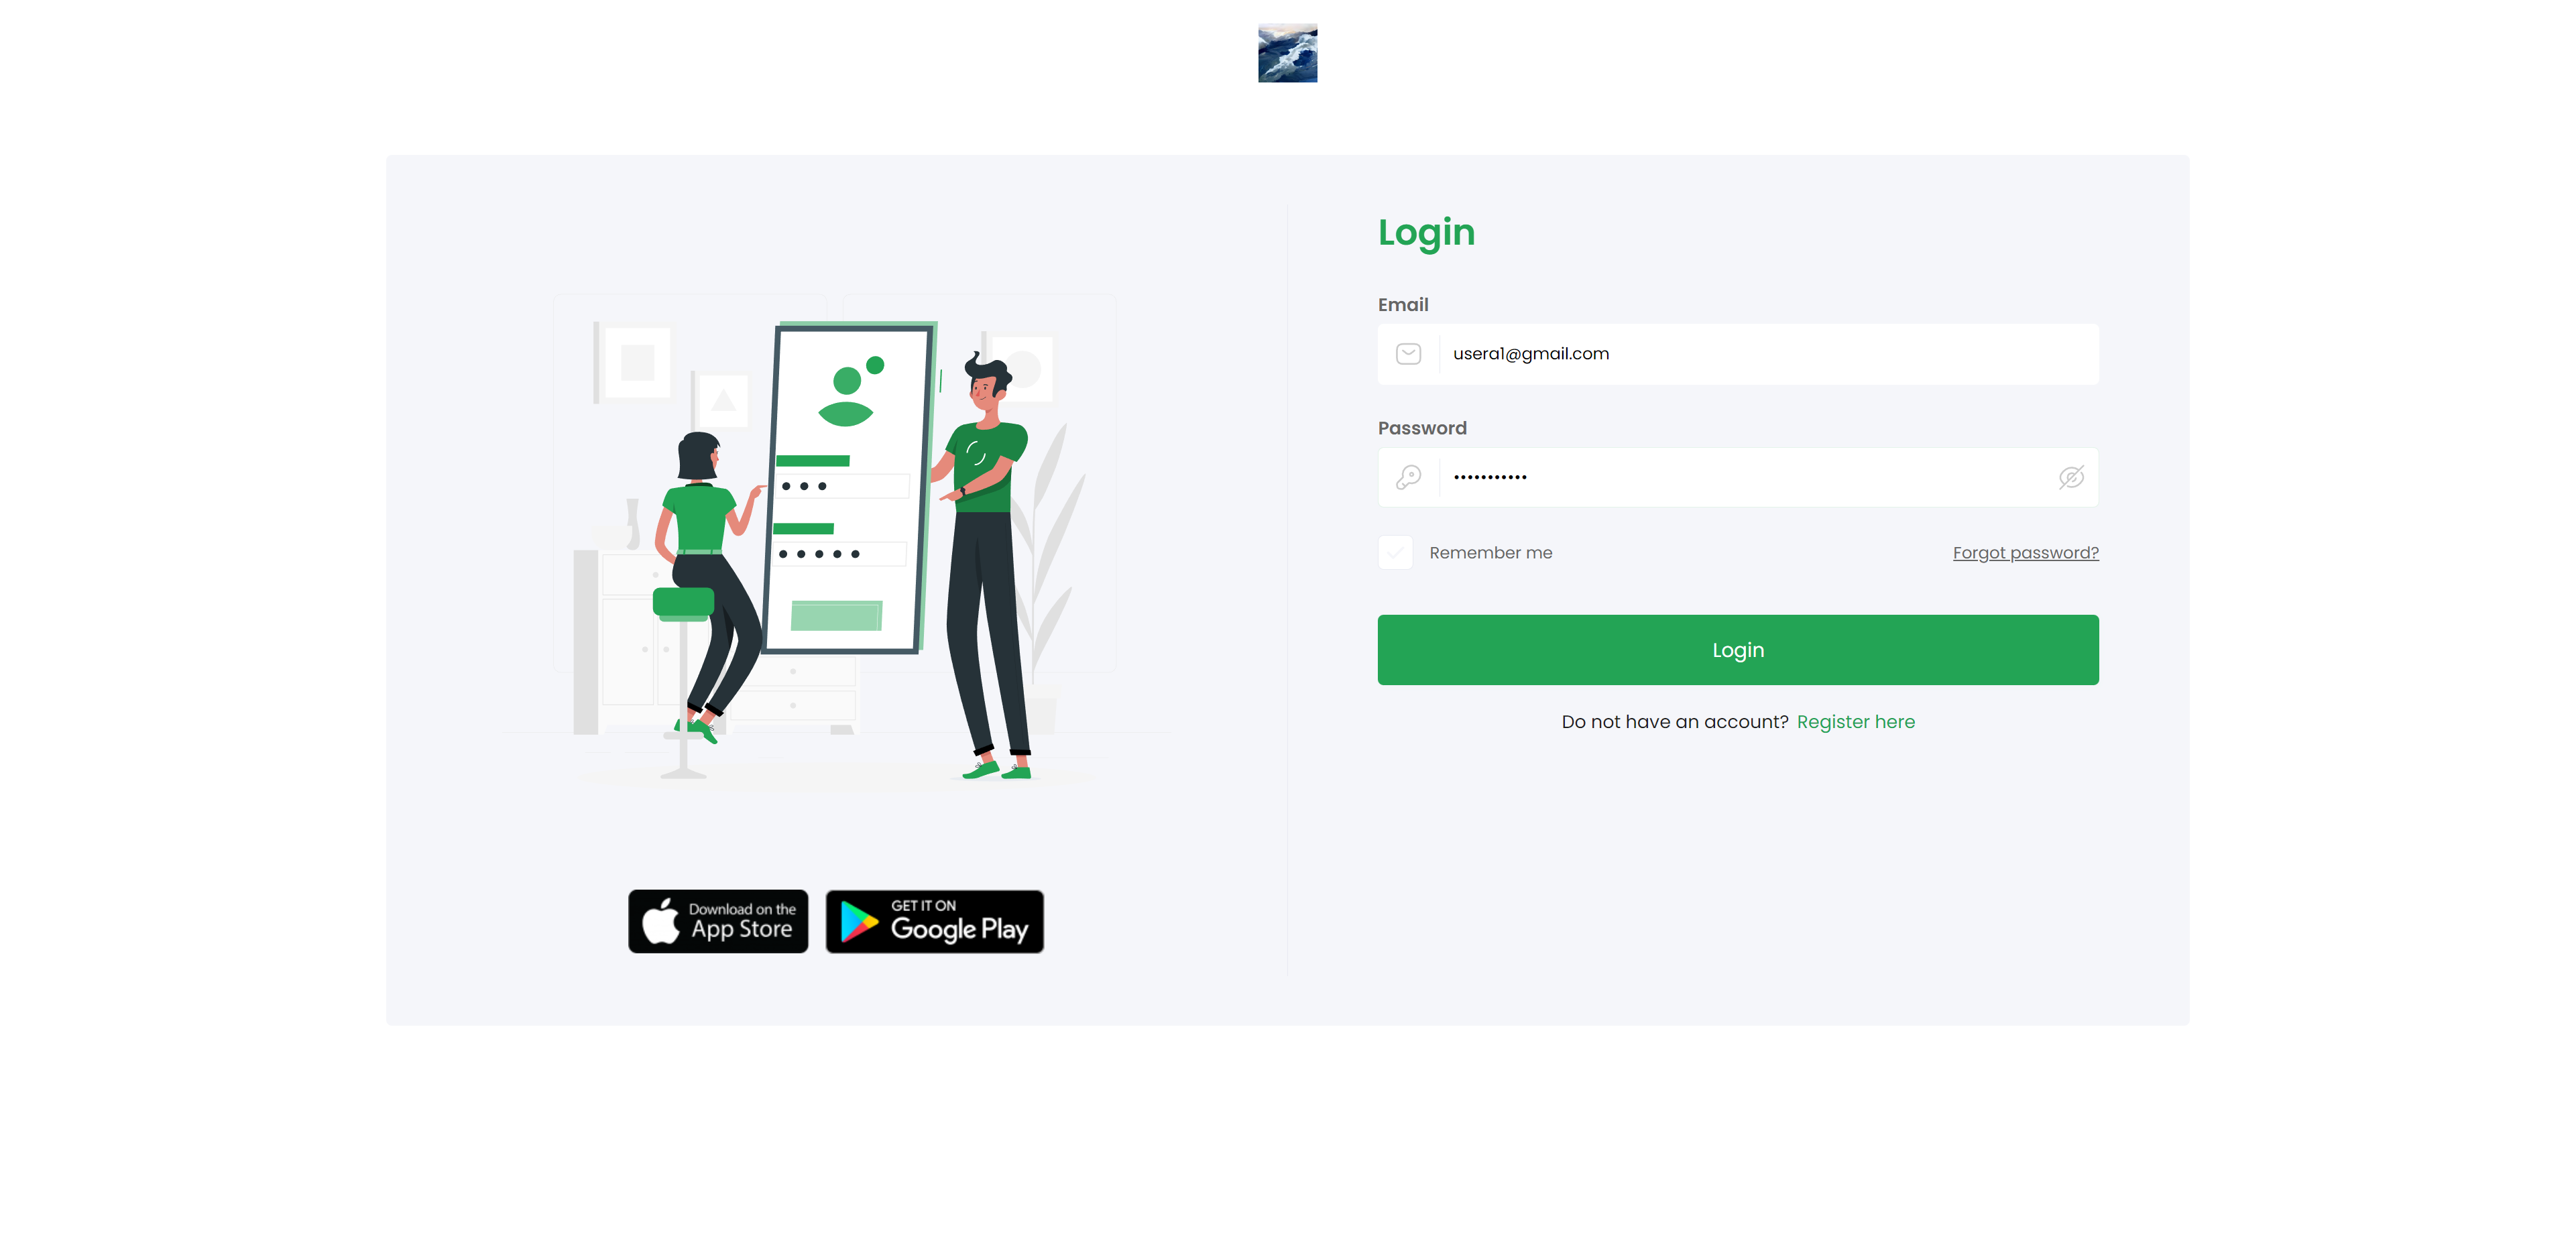 Login
Email
usera1@gmail.com
Password
•••••••••••
Remember me
Forgot password?
Login
Do not have an account? Register here
Download on the
App Store
GET IT ON
Google Play